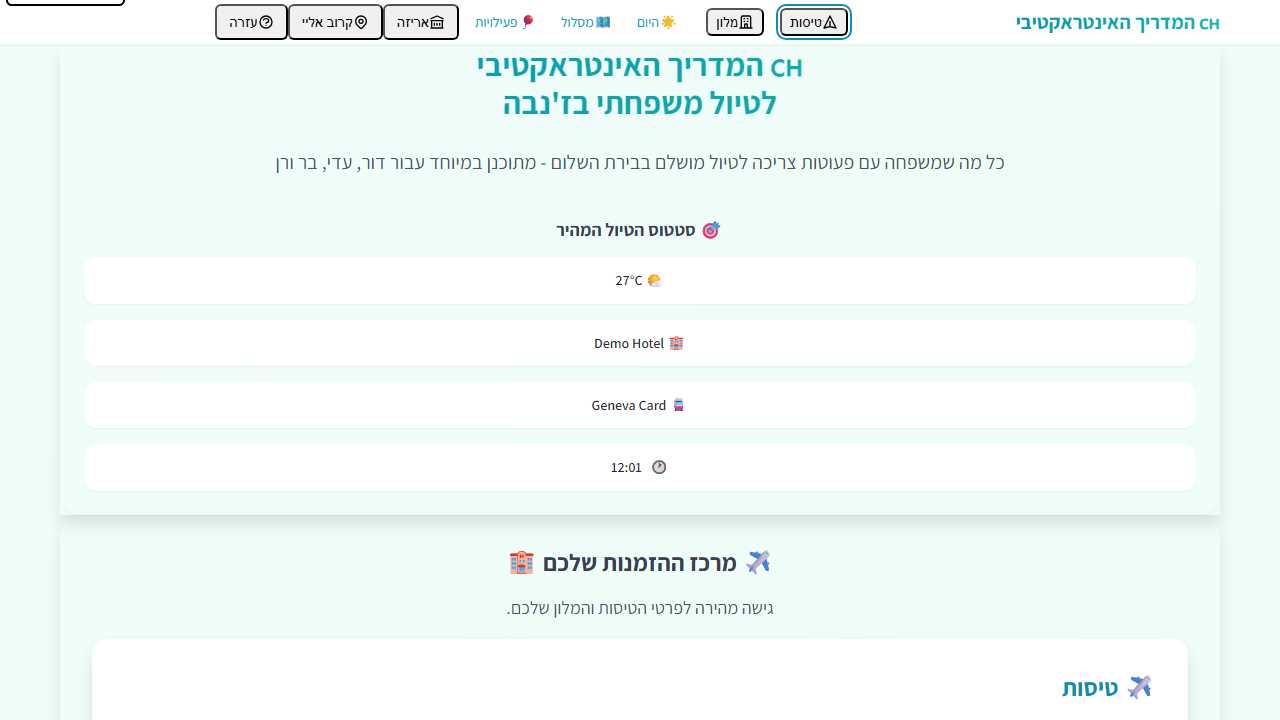 CH המדריך האינטראקטיבי
טיסות
מלון
היום
מסלול
פעילויות
אריזה
קרוב אליי
עזרה
CH המדריך האינטראקטיבי
לטיול משפחתי בז'נבה
כל מה שמשפחה עם פעוטות צריכה לטיול מושלם בבירת השלום - מתוכנן במיוחד עבור דור, עדי, בר ורן
סטטוס הטיול המהיר
27°C
Demo Hotel
Geneva Card
12:01
מרכז ההזמנות שלכם
גישה מהירה לפרטי הטיסות והמלון שלכם.
טיסות